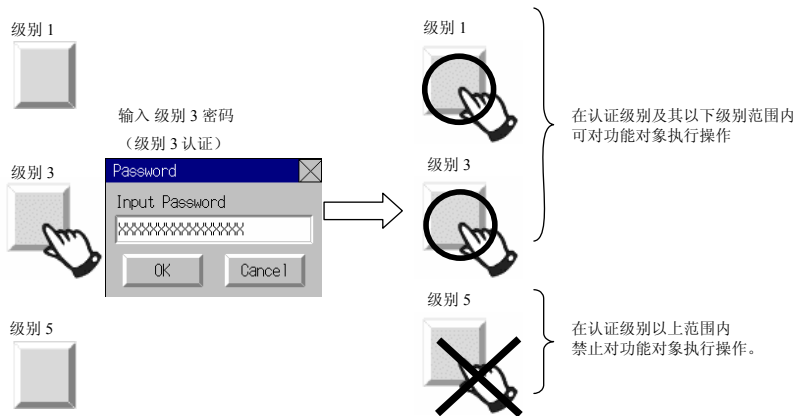 级别 1
输入 级别 3 密码
（级别 3 认证）
级别 3
Password
Input Password
XXXXXXXXXXXXXX
OK
Cancel
级别 5
级别 1
级别 3
在认证级别及其以下级别范围内
可对功能对象执行操作
级别 5
在认证级别以上范围内
禁止对功能对象执行操作。